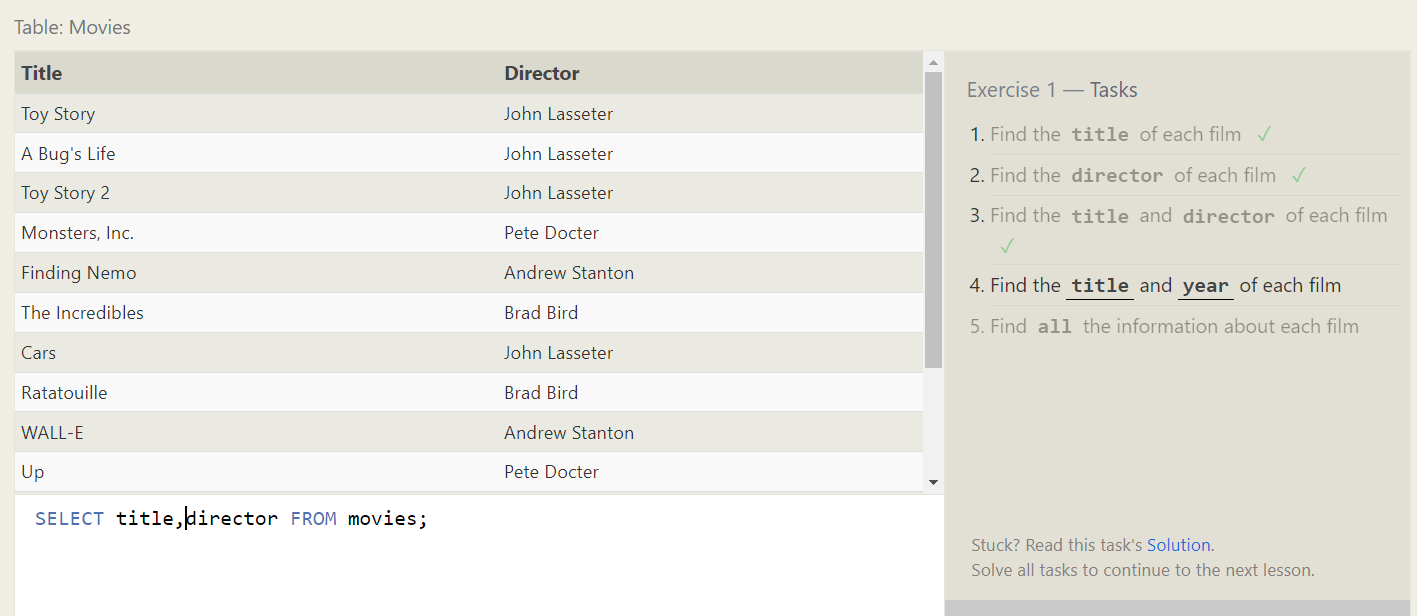 Table: Movies
Title Director
Toy Story John Lasseter
A Bug's Life John Lasseter
Toy Story 2 John Lasseter
Monsters, Inc. Pete Docter
Finding Nemo Andrew Stanton
The Incredibles Brad Bird
Cars John Lasseter
Ratatouille Brad Bird
WALL-E Andrew Stanton
Up Pete Docter
SELECT title,director FROM movies;
Exercise 1 — Tasks
1. Find the title of each film ✓
2. Find the director of each film ✓
3. Find the title and director of each film
✓
4. Find the title and year of each film
5. Find all the information about each film
Stuck? Read this task's Solution.
Solve all tasks to continue to the next lesson.